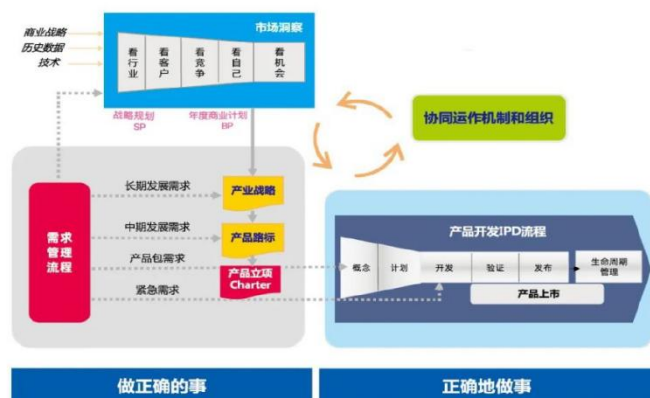 商业战略
历史数据
技术
市场洞察
看行业
看客户
看竞争
看自己
看机会
战略规划
SP
年度商业计划
BP
协同运作机制和组织
需求
管理
流程
长期发展需求
产业战略
中期发展需求
产品路标
产品包需求
产品立项
Charter
紧急需求
产品开发IPD流程
概念
计划
开发
验证
发布
生命周期
管理
产品上市
做正确的事
正确地做事